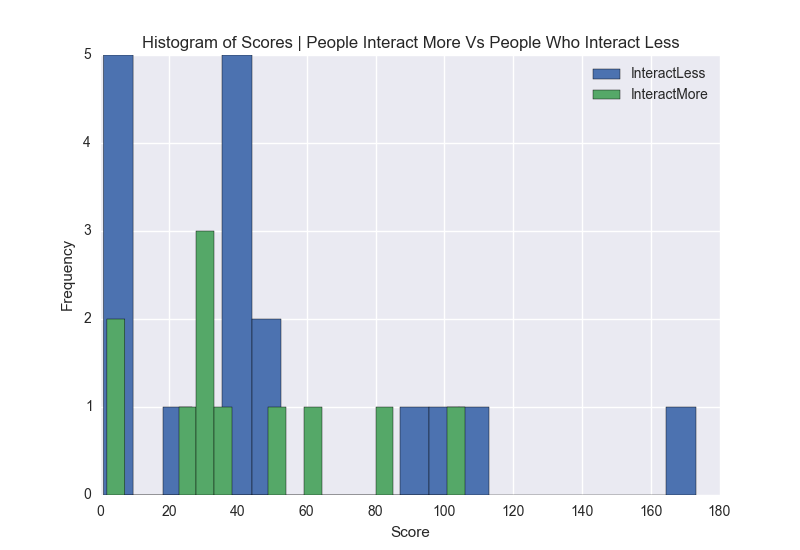 Histogram of Scores | People Interact More Vs People Who Interact Less
InteractLess
InteractMore
Frequency
5
4
3
2
1
0
0 20 40 60 80 100 120 140 160 180
Score